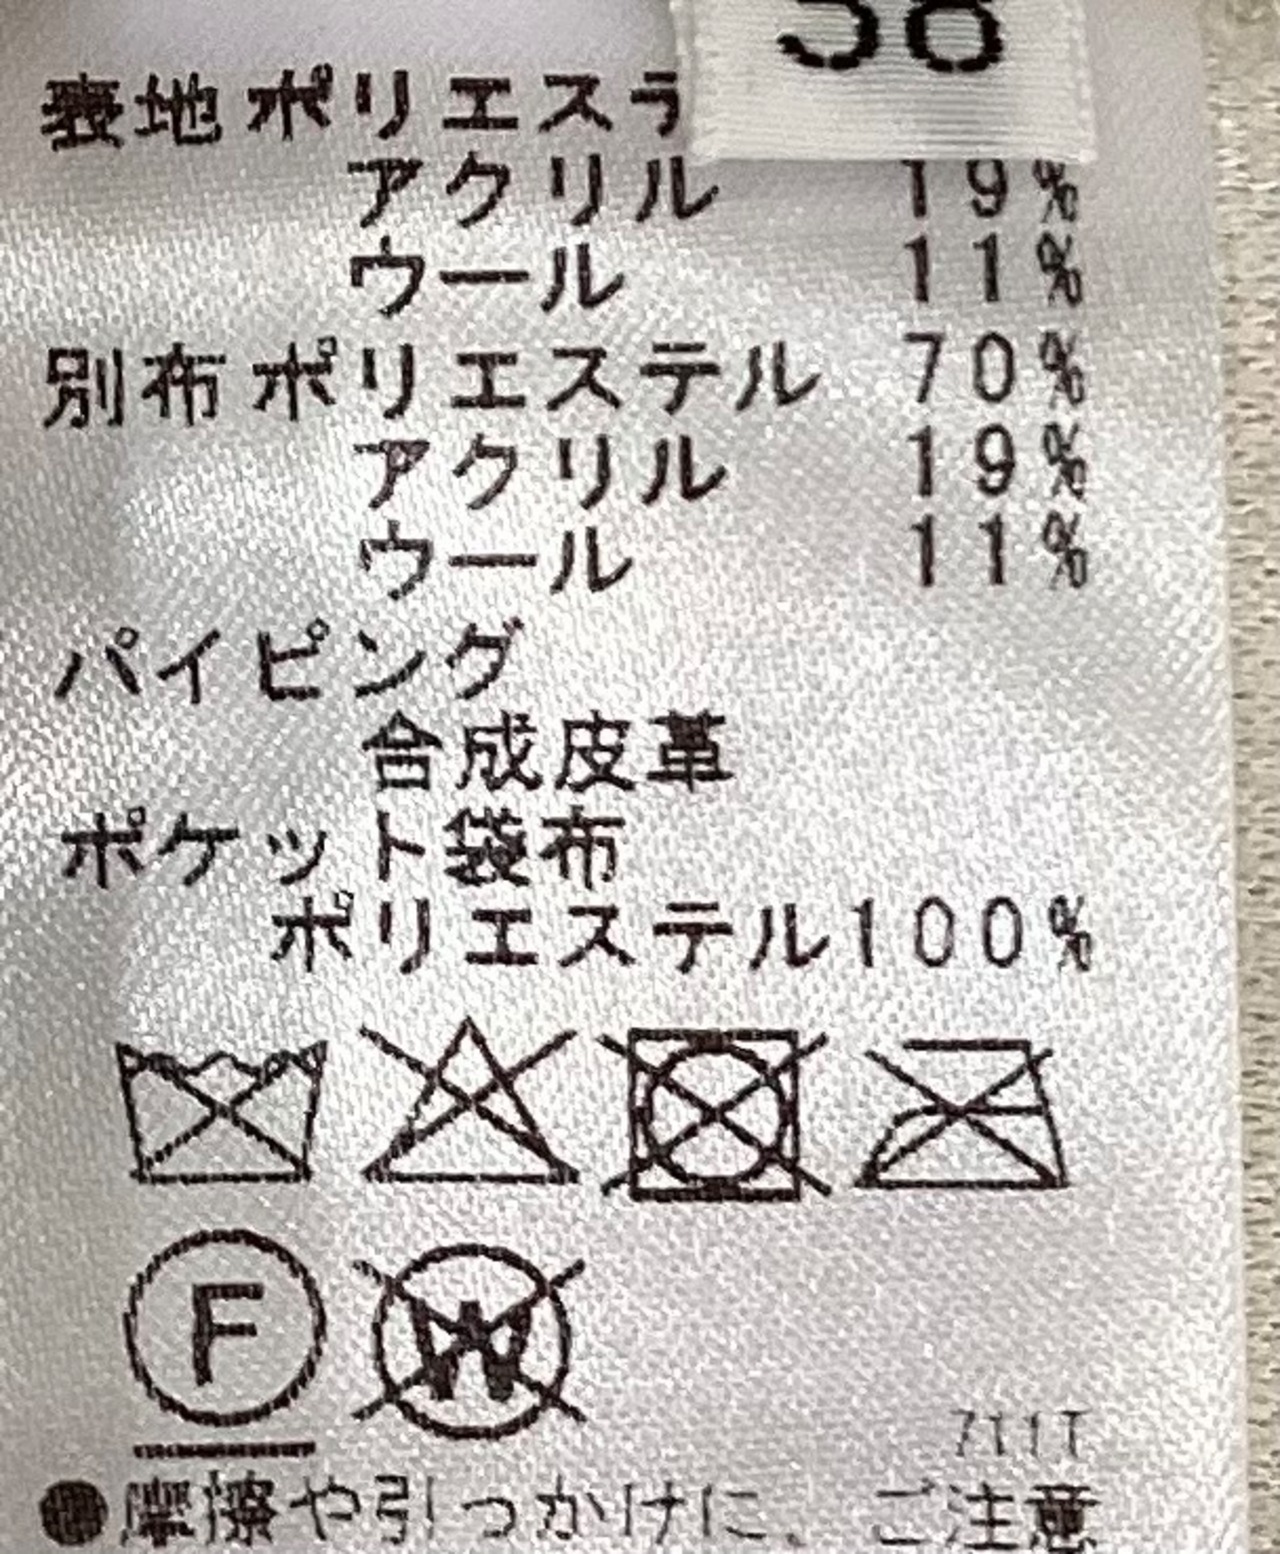 38
表地 ポリエステ
アクリル 19%
ウール 11%
別布 ポリエステル 70%
アクリル 19%
ウール 11%
パイピング
合成皮革
ポケット袋布
ポリエステル100%
F W
711T
●摩擦や引っかけに、ご注意